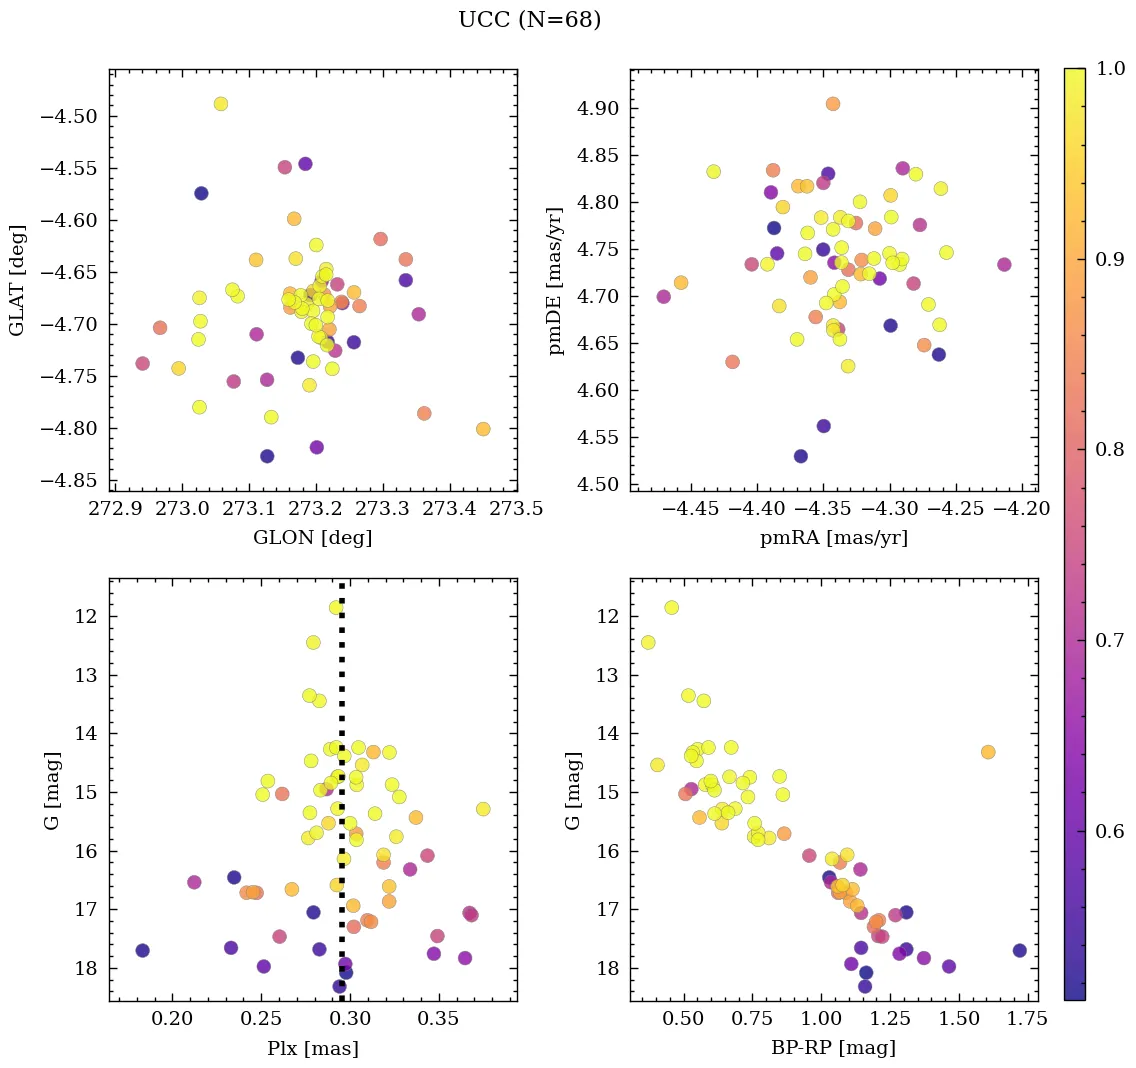 UCC (N=68)
−4.50
−4.55
−4.60
−4.65
−4.70
−4.75
−4.80
−4.85
GLAT [deg]
272.9 273.0 273.1 273.2 273.3 273.4 273.5
GLON [deg]
4.90
4.85
4.80
4.75
4.70
4.65
4.60
4.55
4.50
pmDE [mas/yr]
−4.45 −4.40 −4.35 −4.30 −4.25 −4.20
pmRA [mas/yr]
12
13
14
15
16
17
18
G [mag]
0.20 0.25 0.30 0.35
Plx [mas]
12
13
14
15
16
17
18
G [mag]
0.50 0.75 1.00 1.25 1.50 1.75
BP-RP [mag]
1.0
0.9
0.8
0.7
0.6